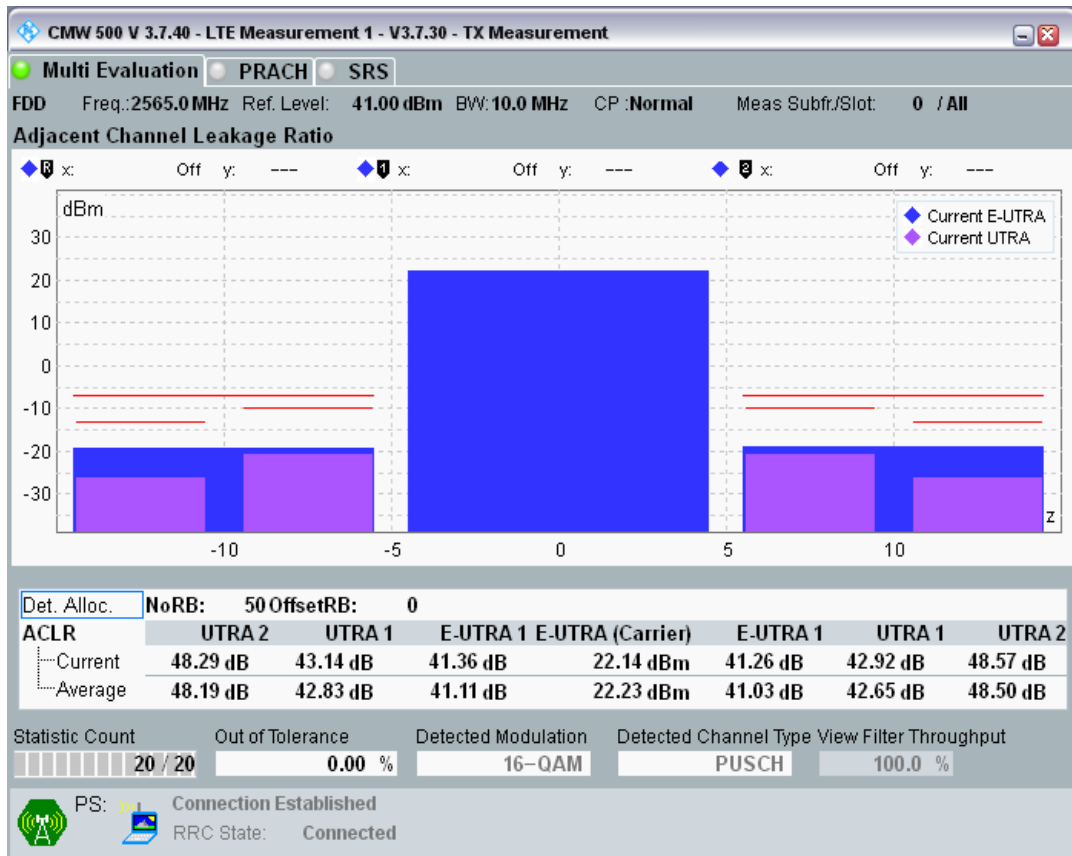 CMW 500 V 3.7.40 - LTE Measurement 1 - V3.7.30 - TX Measurement
Multi Evaluation PRACH SRS
FDD Freq.:2565.0 MHz Ref. Level: 41.00 dBm BW:10.0 MHz CP :Normal Meas Subfr./Slot: 0 / All
Adjacent Channel Leakage Ratio
R x: Off y: --- 1 x: Off y: --- 2 x: Off y: ---
dBm
Current E-UTRA
Current UTRA
30
20
10
0
-10
-20
-30
z
-10 -5 0 5 10
Det. Alloc. NoRB: 50 OffsetRB: 0
ACLR UTRA 2 UTRA 1 E-UTRA 1 E-UTRA (Carrier) E-UTRA 1 UTRA 1 UTRA 2
Current 48.29 dB 43.14 dB 41.36 dB 22.14 dBm 41.26 dB 42.92 dB 48.57 dB
Average 48.19 dB 42.83 dB 41.11 dB 22.23 dBm 41.03 dB 42.65 dB 48.50 dB
Statistic Count Out of Tolerance Detected Modulation Detected Channel Type View Filter Throughput
20 / 20 0.00 % 16-QAM PUSCH 100.0 %
PS: Connection Established
RRC State: Connected